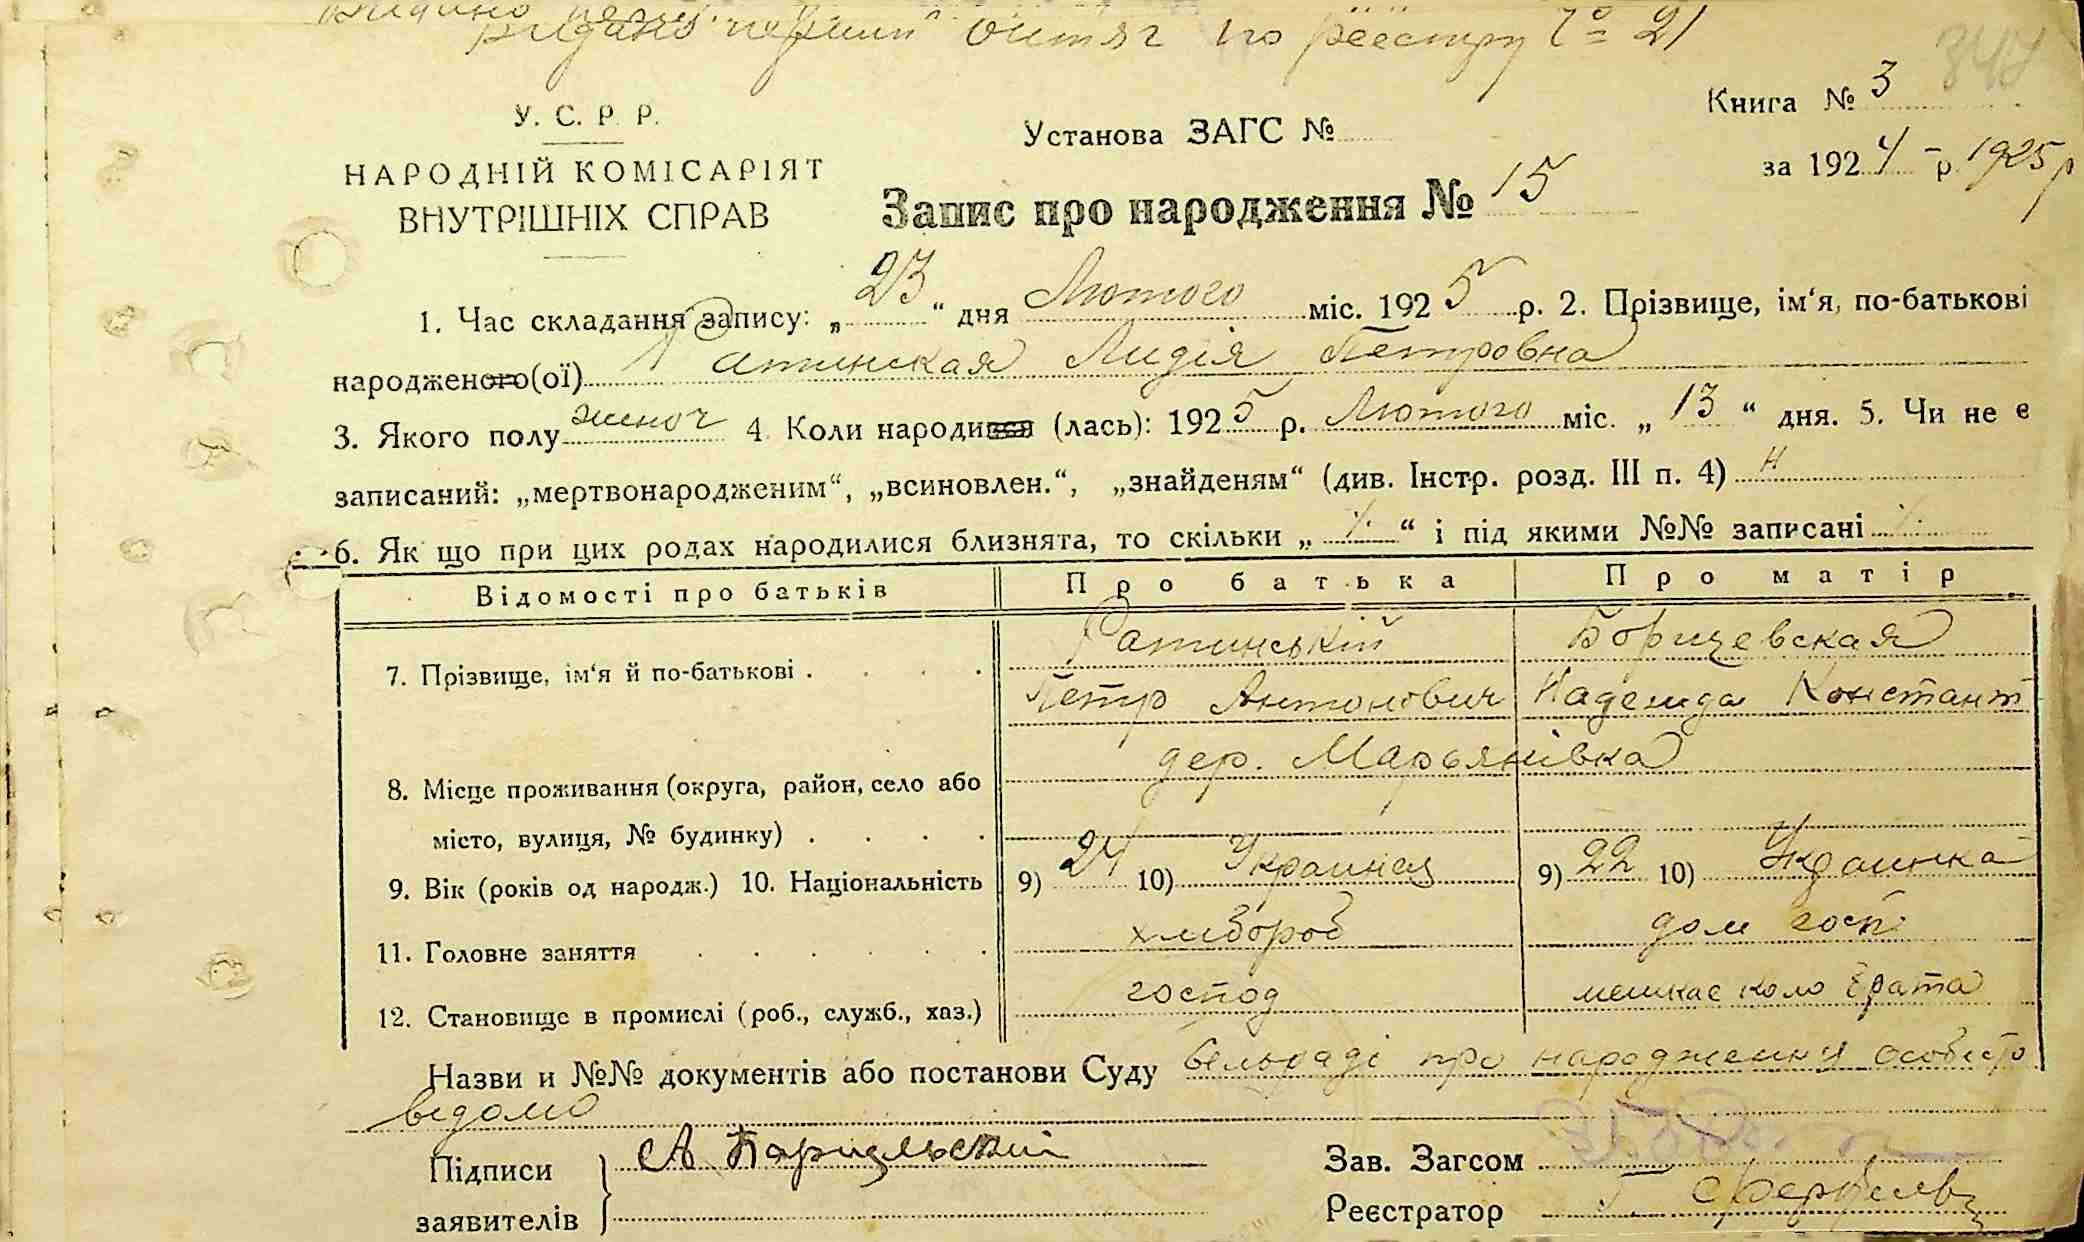 Видано перший витяг по реєстру № 21
347
У. С. Р. Р.
НАРОДНІЙ КОМІСАРІЯТ
ВНУТРІШНІХ СПРАВ
Установа ЗАГС №
Книга № 3
за 1924 - р 1925 р
Запис про народження № 15
1. Час складання запису: „ 23 “ дня Лютого міс. 1925 р. 2. Прізвище, ім'я, по-батькові
народженого(ої) Ратинская Лидія Петровна
3. Якого полу жиноч 4. Коли народився (лась): 1925 р. Лютого міс. „ 13 “ дня. 5. Чи не є
записаний: „мертвонародженим“, „всиновлен.“, „знайденям“ (див. Інстр. розд. III п. 4) н
6. Як що при цих родах народилися близнята, то скільки „ “ і під якими №№ записані
Відомості про батьків Про батька Про матір
7. Прізвище, ім'я й по-батькові Ратинській Борщевская
Петр Антонович Надежда Констант
8. Місце проживання (округа, район, село або дер. Марьянівка
місто, вулиця, № будинку)
9. Вік (років од народж.) 10. Національність 9) 24 10) Украинец 9) 22 10) Украинка
11. Головне заняття хлибороб дом госп
12. Становище в промислі (роб., служб., хаз.) господ мешкае коло брата
Назви и №№ документів або постанови Суду сельраді про народження особисто
відомо
Підписи А
заявителів
Зав. Загсом
Реєстратор